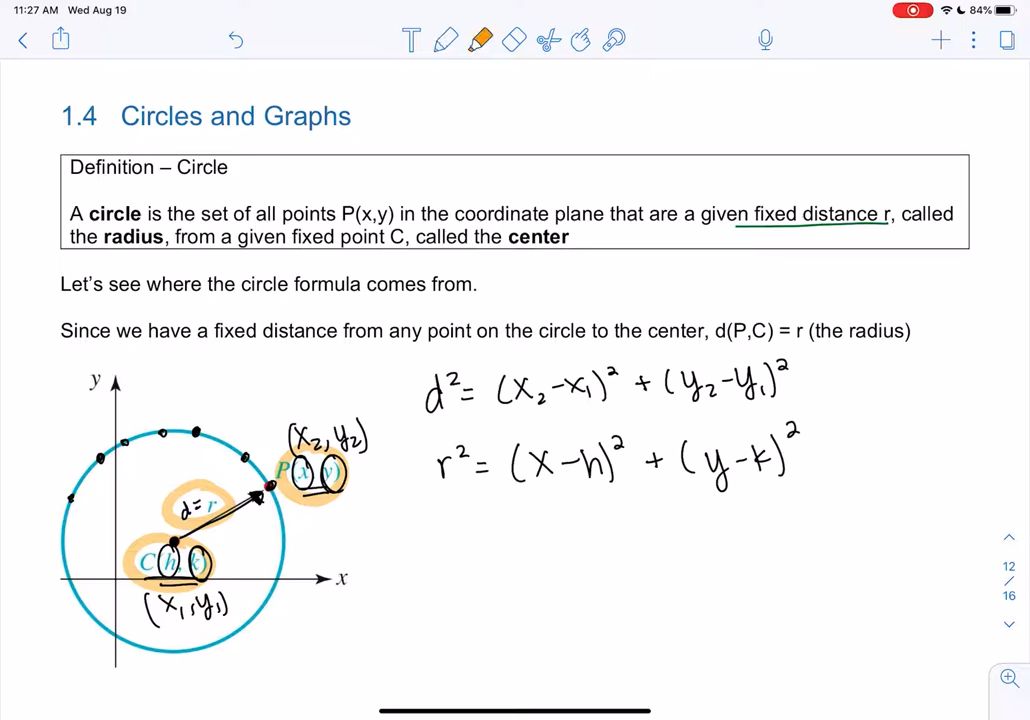 11:27 AM Wed Aug 19
84%
1.4 Circles and Graphs
Definition – Circle
A circle is the set of all points P(x,y) in the coordinate plane that are a given fixed distance r, called
the radius, from a given fixed point C, called the center
Let's see where the circle formula comes from.
Since we have a fixed distance from any point on the circle to the center, d(P,C) = r (the radius)
y
d² = (x₂-x₁)² + (y₂-y₁)²
(x₂, y₂)
r² = (x-h)² + (y-k)²
P(x, y)
d = r
C(h, k)
x
(x₁, y₁)
12
/
16